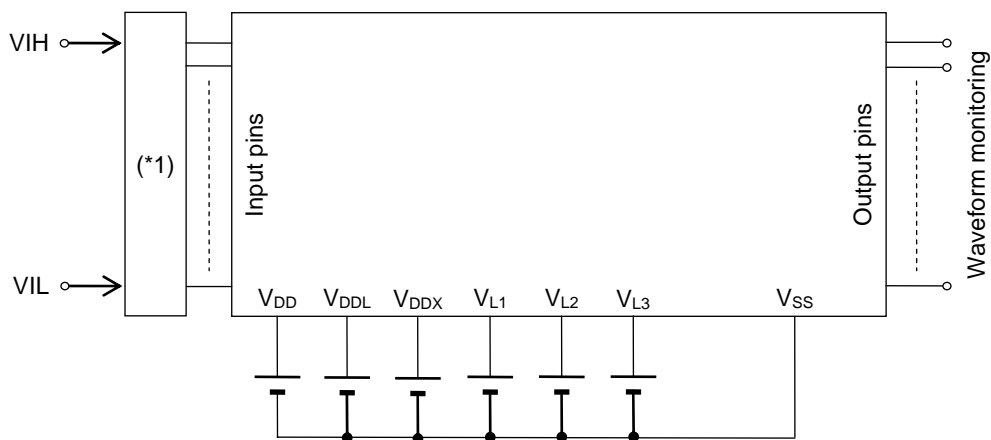 VIH
(*1)
VIL
Input pins
Output pins
Waveform monitoring
VDD VDDL VDDX VL1 VL2 VL3 VSS